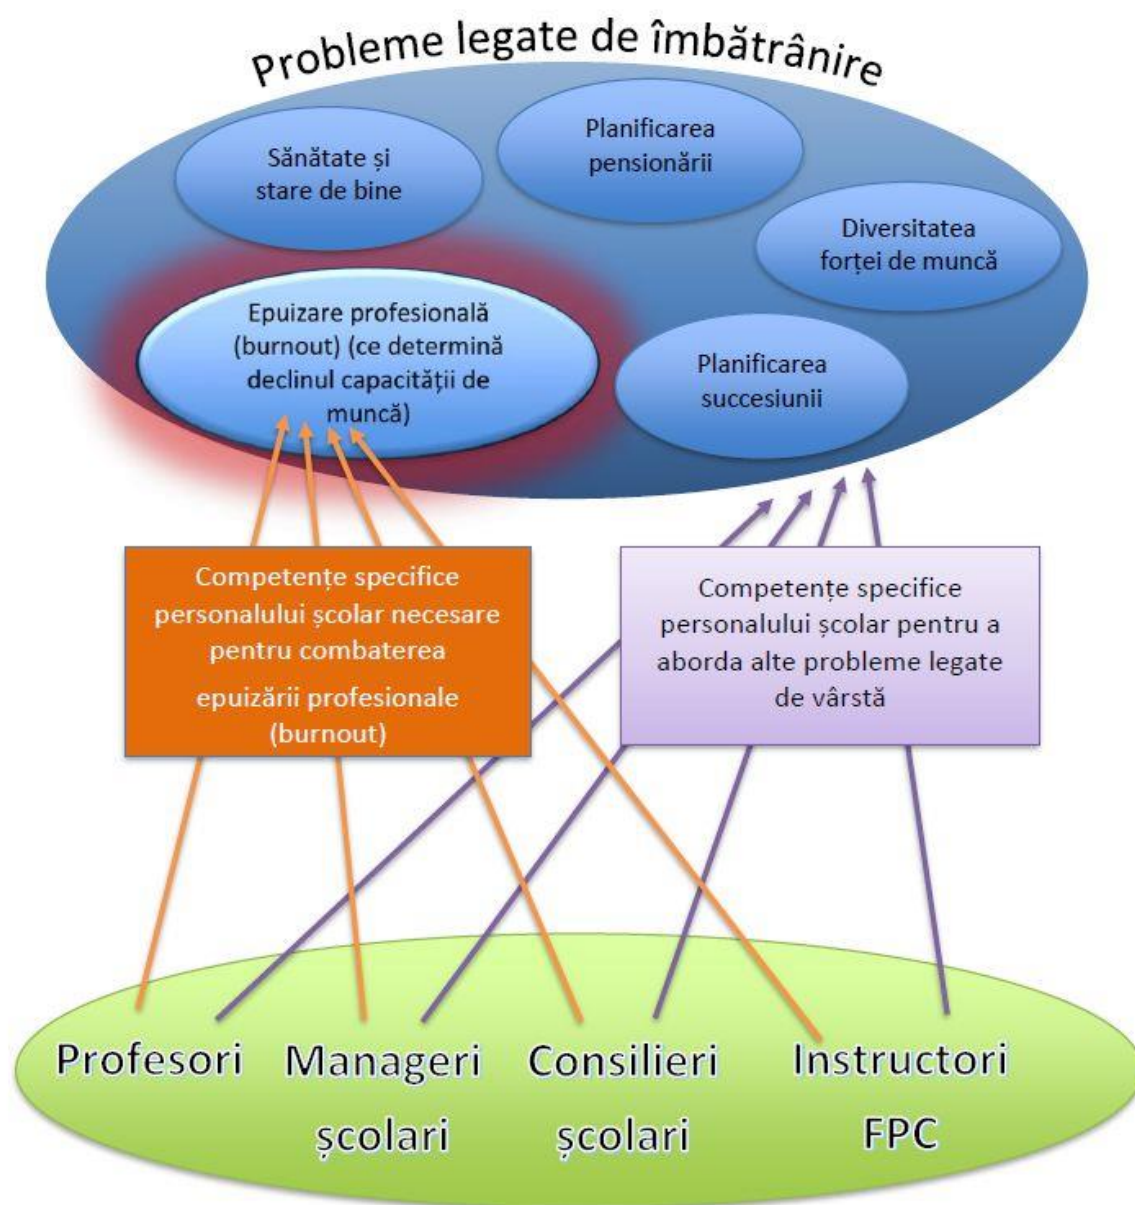 Probleme legate de îmbătrânire
Sănătate și
stare de bine
Planificarea
pensionării
Diversitatea
forței de muncă
Epuizare profesională
(burnout) (ce determină
declinul capacității de
muncă)
Planificarea
succesiunii
Competențe specifice
personalului școlar necesare
pentru combaterea
epuizării profesionale
(burnout)
Competențe specifice
personalului școlar pentru a
aborda alte probleme legate
de vârstă
Profesori
Manageri
școlari
Consilieri
școlari
Instructori
FPC